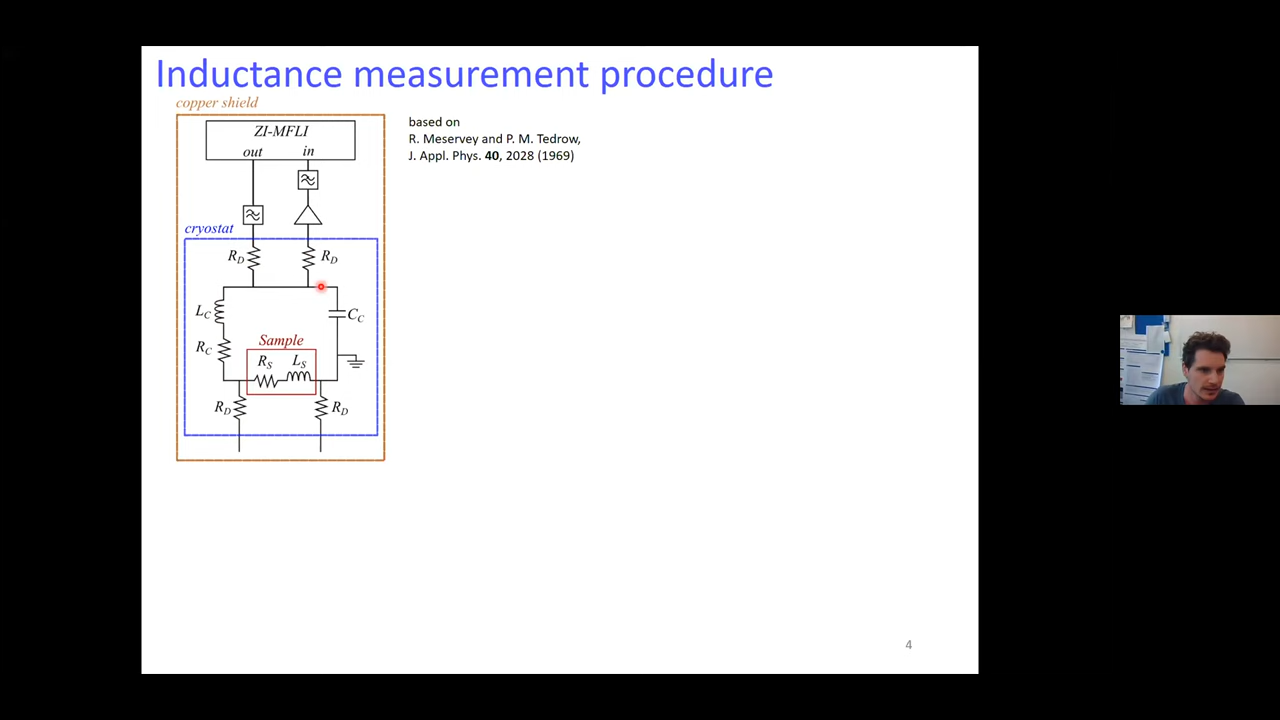 Inductance measurement procedure
copper shield
based on
R. Meservey and P. M. Tedrow,
J. Appl. Phys. 40, 2028 (1969)
ZI-MFLI
out in
cryostat
R_D R_D
L_C C_C
Sample
R_C R_S L_S
R_D R_D
4